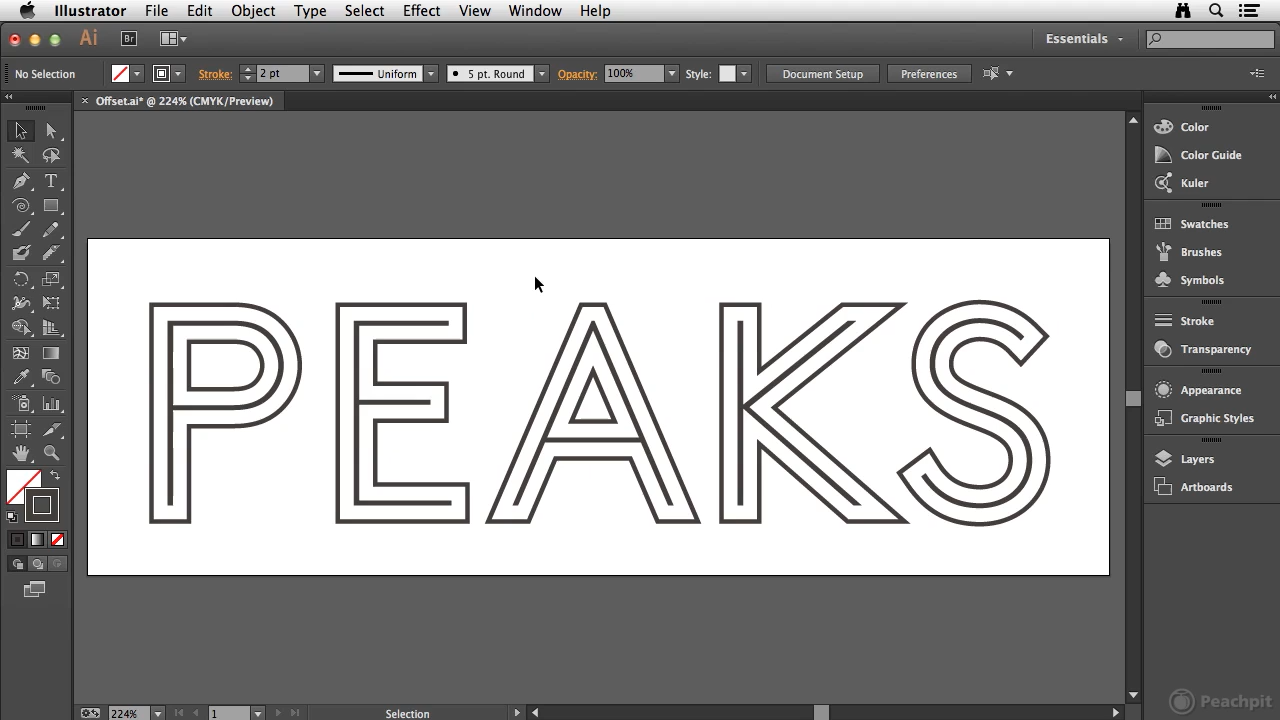 Illustrator File Edit Object Type Select Effect View Window Help
Ai Br Essentials
No Selection Stroke: 2 pt Uniform 5 pt. Round Opacity: 100% Style: Document Setup Preferences
× Offset.ai* @ 224% (CMYK/Preview)
T
Color
Color Guide
Kuler
Swatches
Brushes
Symbols
Stroke
Transparency
Appearance
Graphic Styles
Layers
Artboards
PEAKS
224% 1 Selection
Peachpit